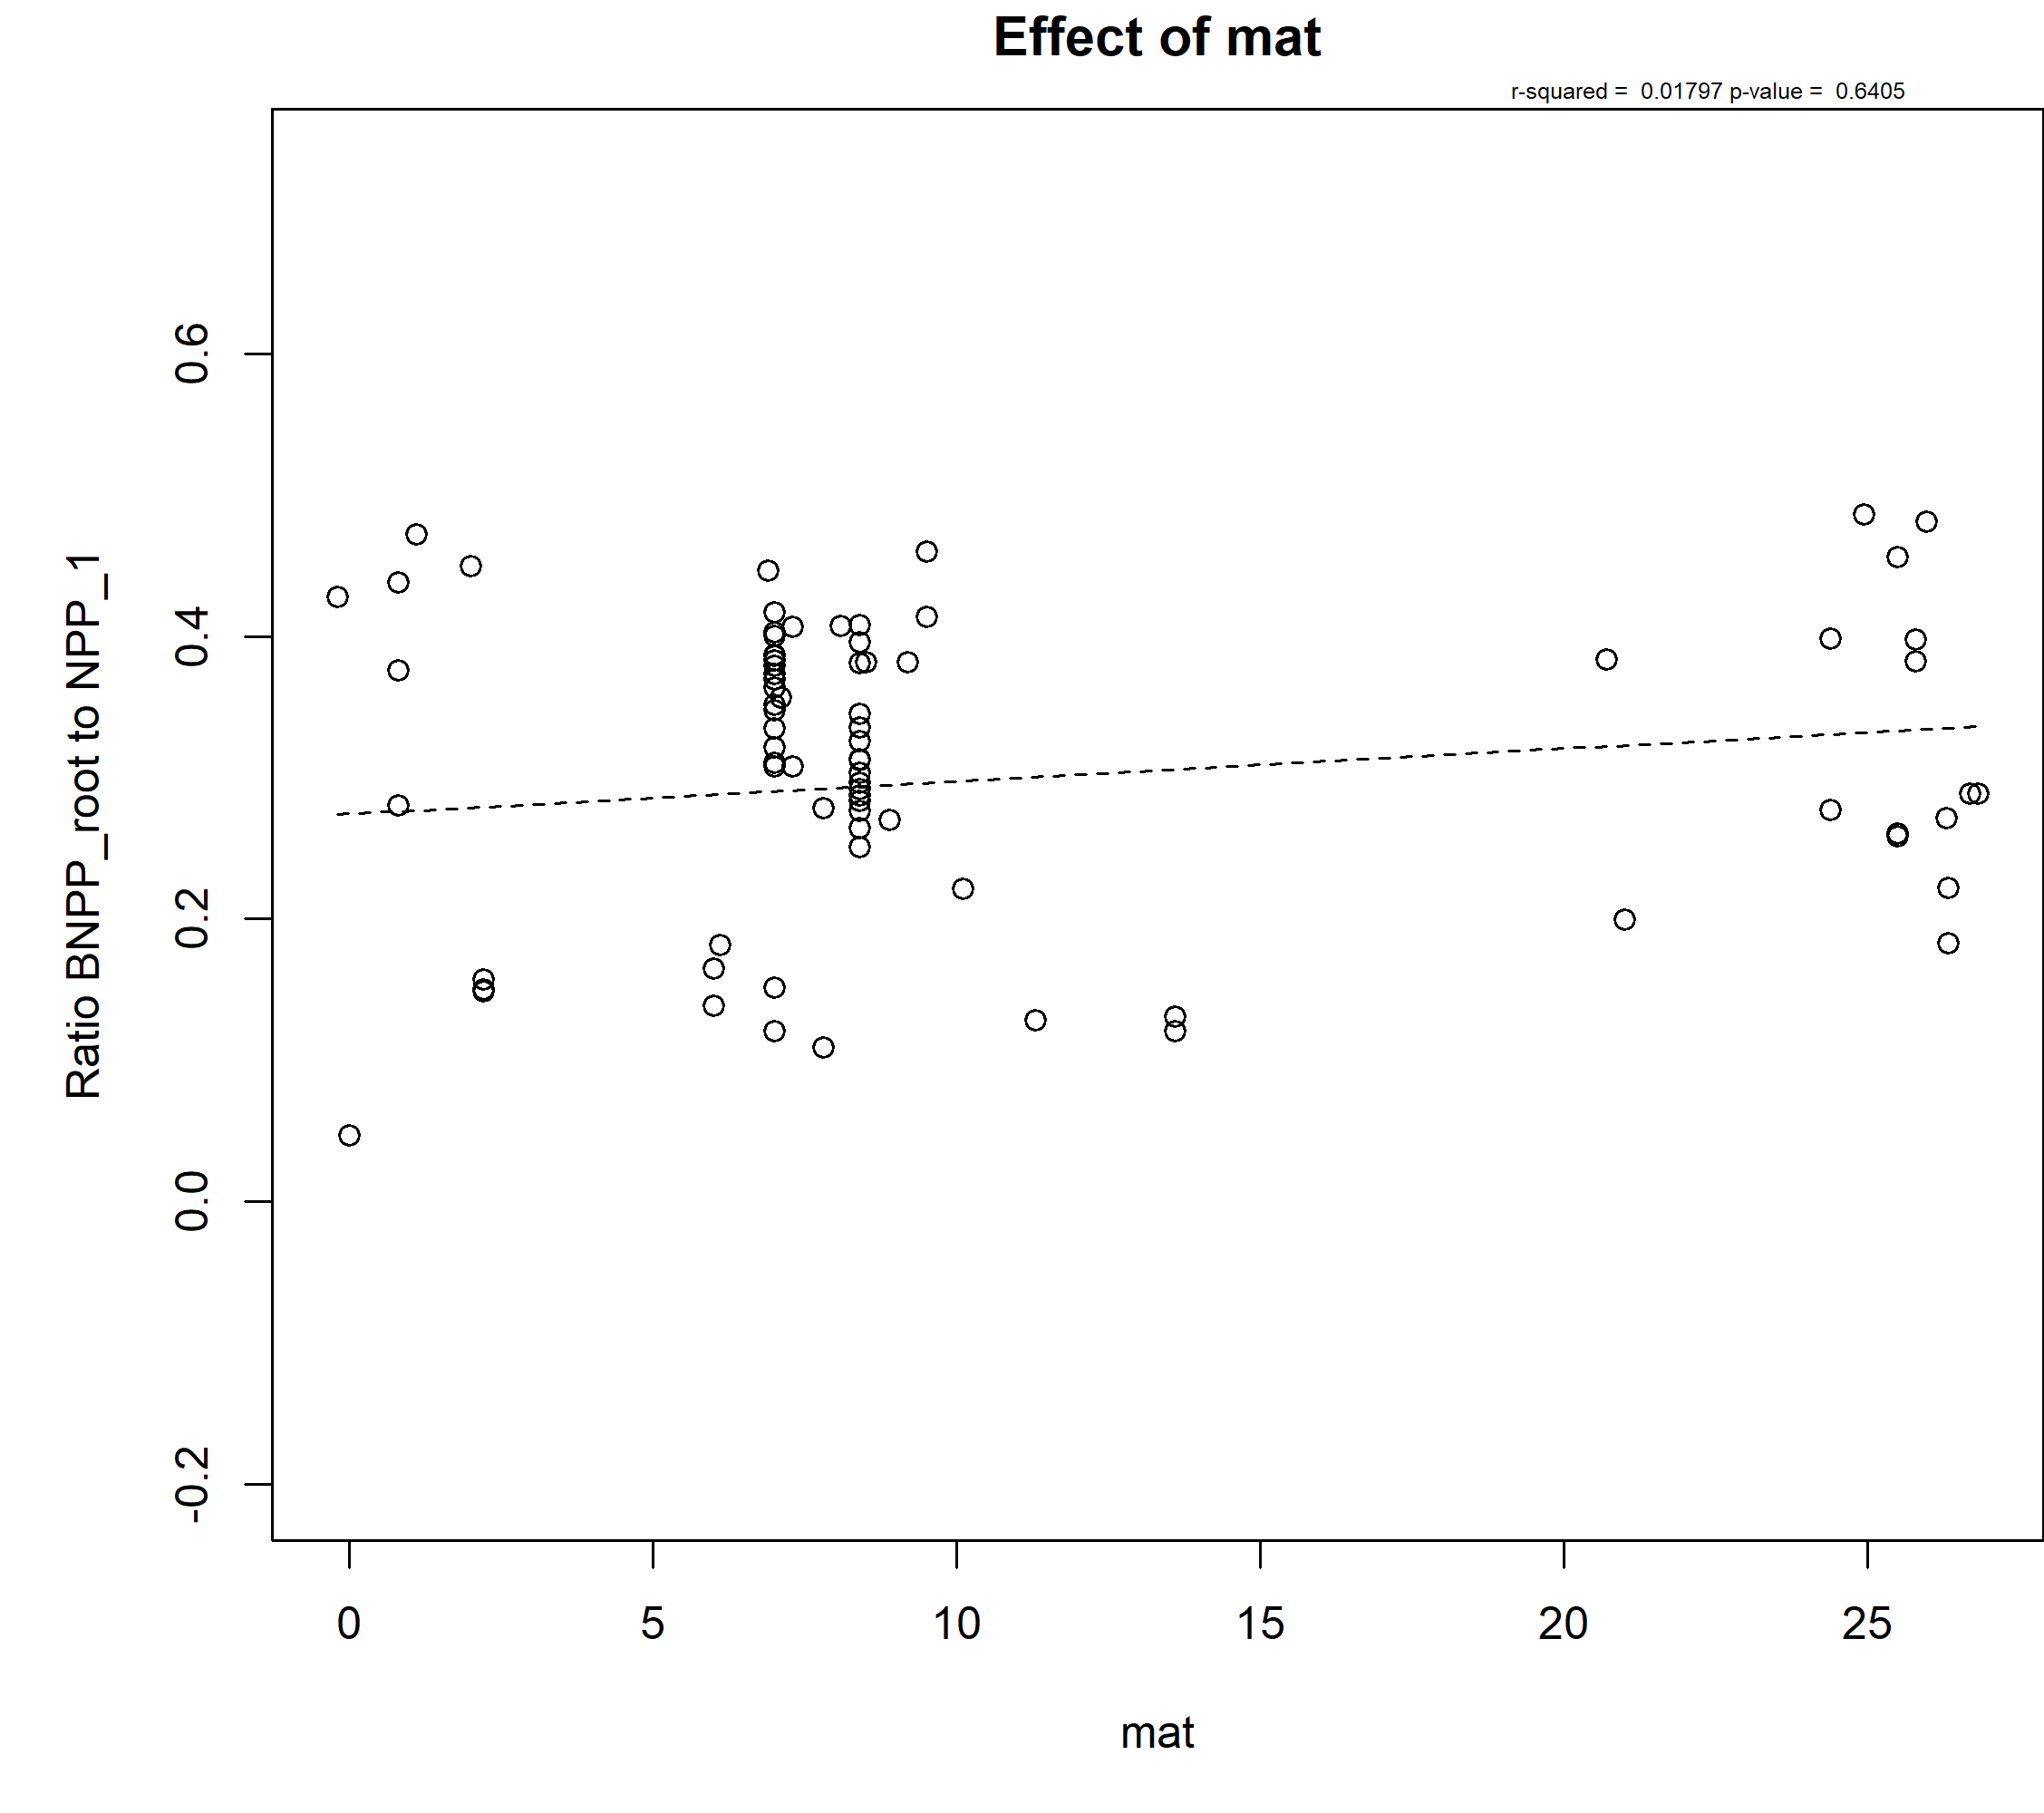 Effect of mat
r-squared =  0.01797 p-value =  0.6405
Ratio BNPP_root to NPP_1
0.6
0.4
0.2
0.0
-0.2
0 5 10 15 20 25
mat